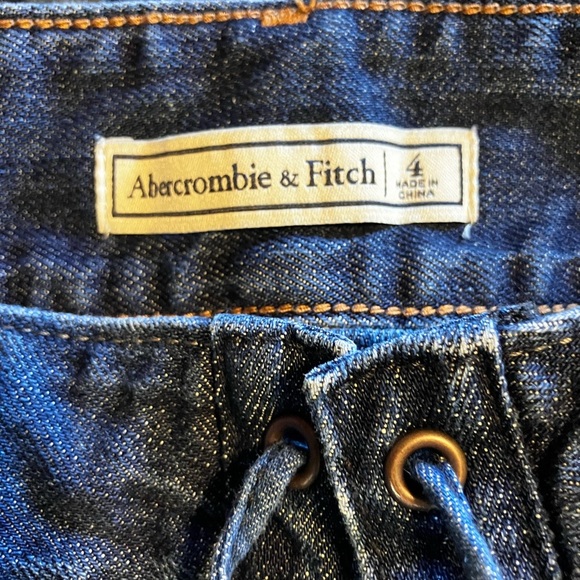 Abercrombie & Fitch
4
MADE IN
CHINA